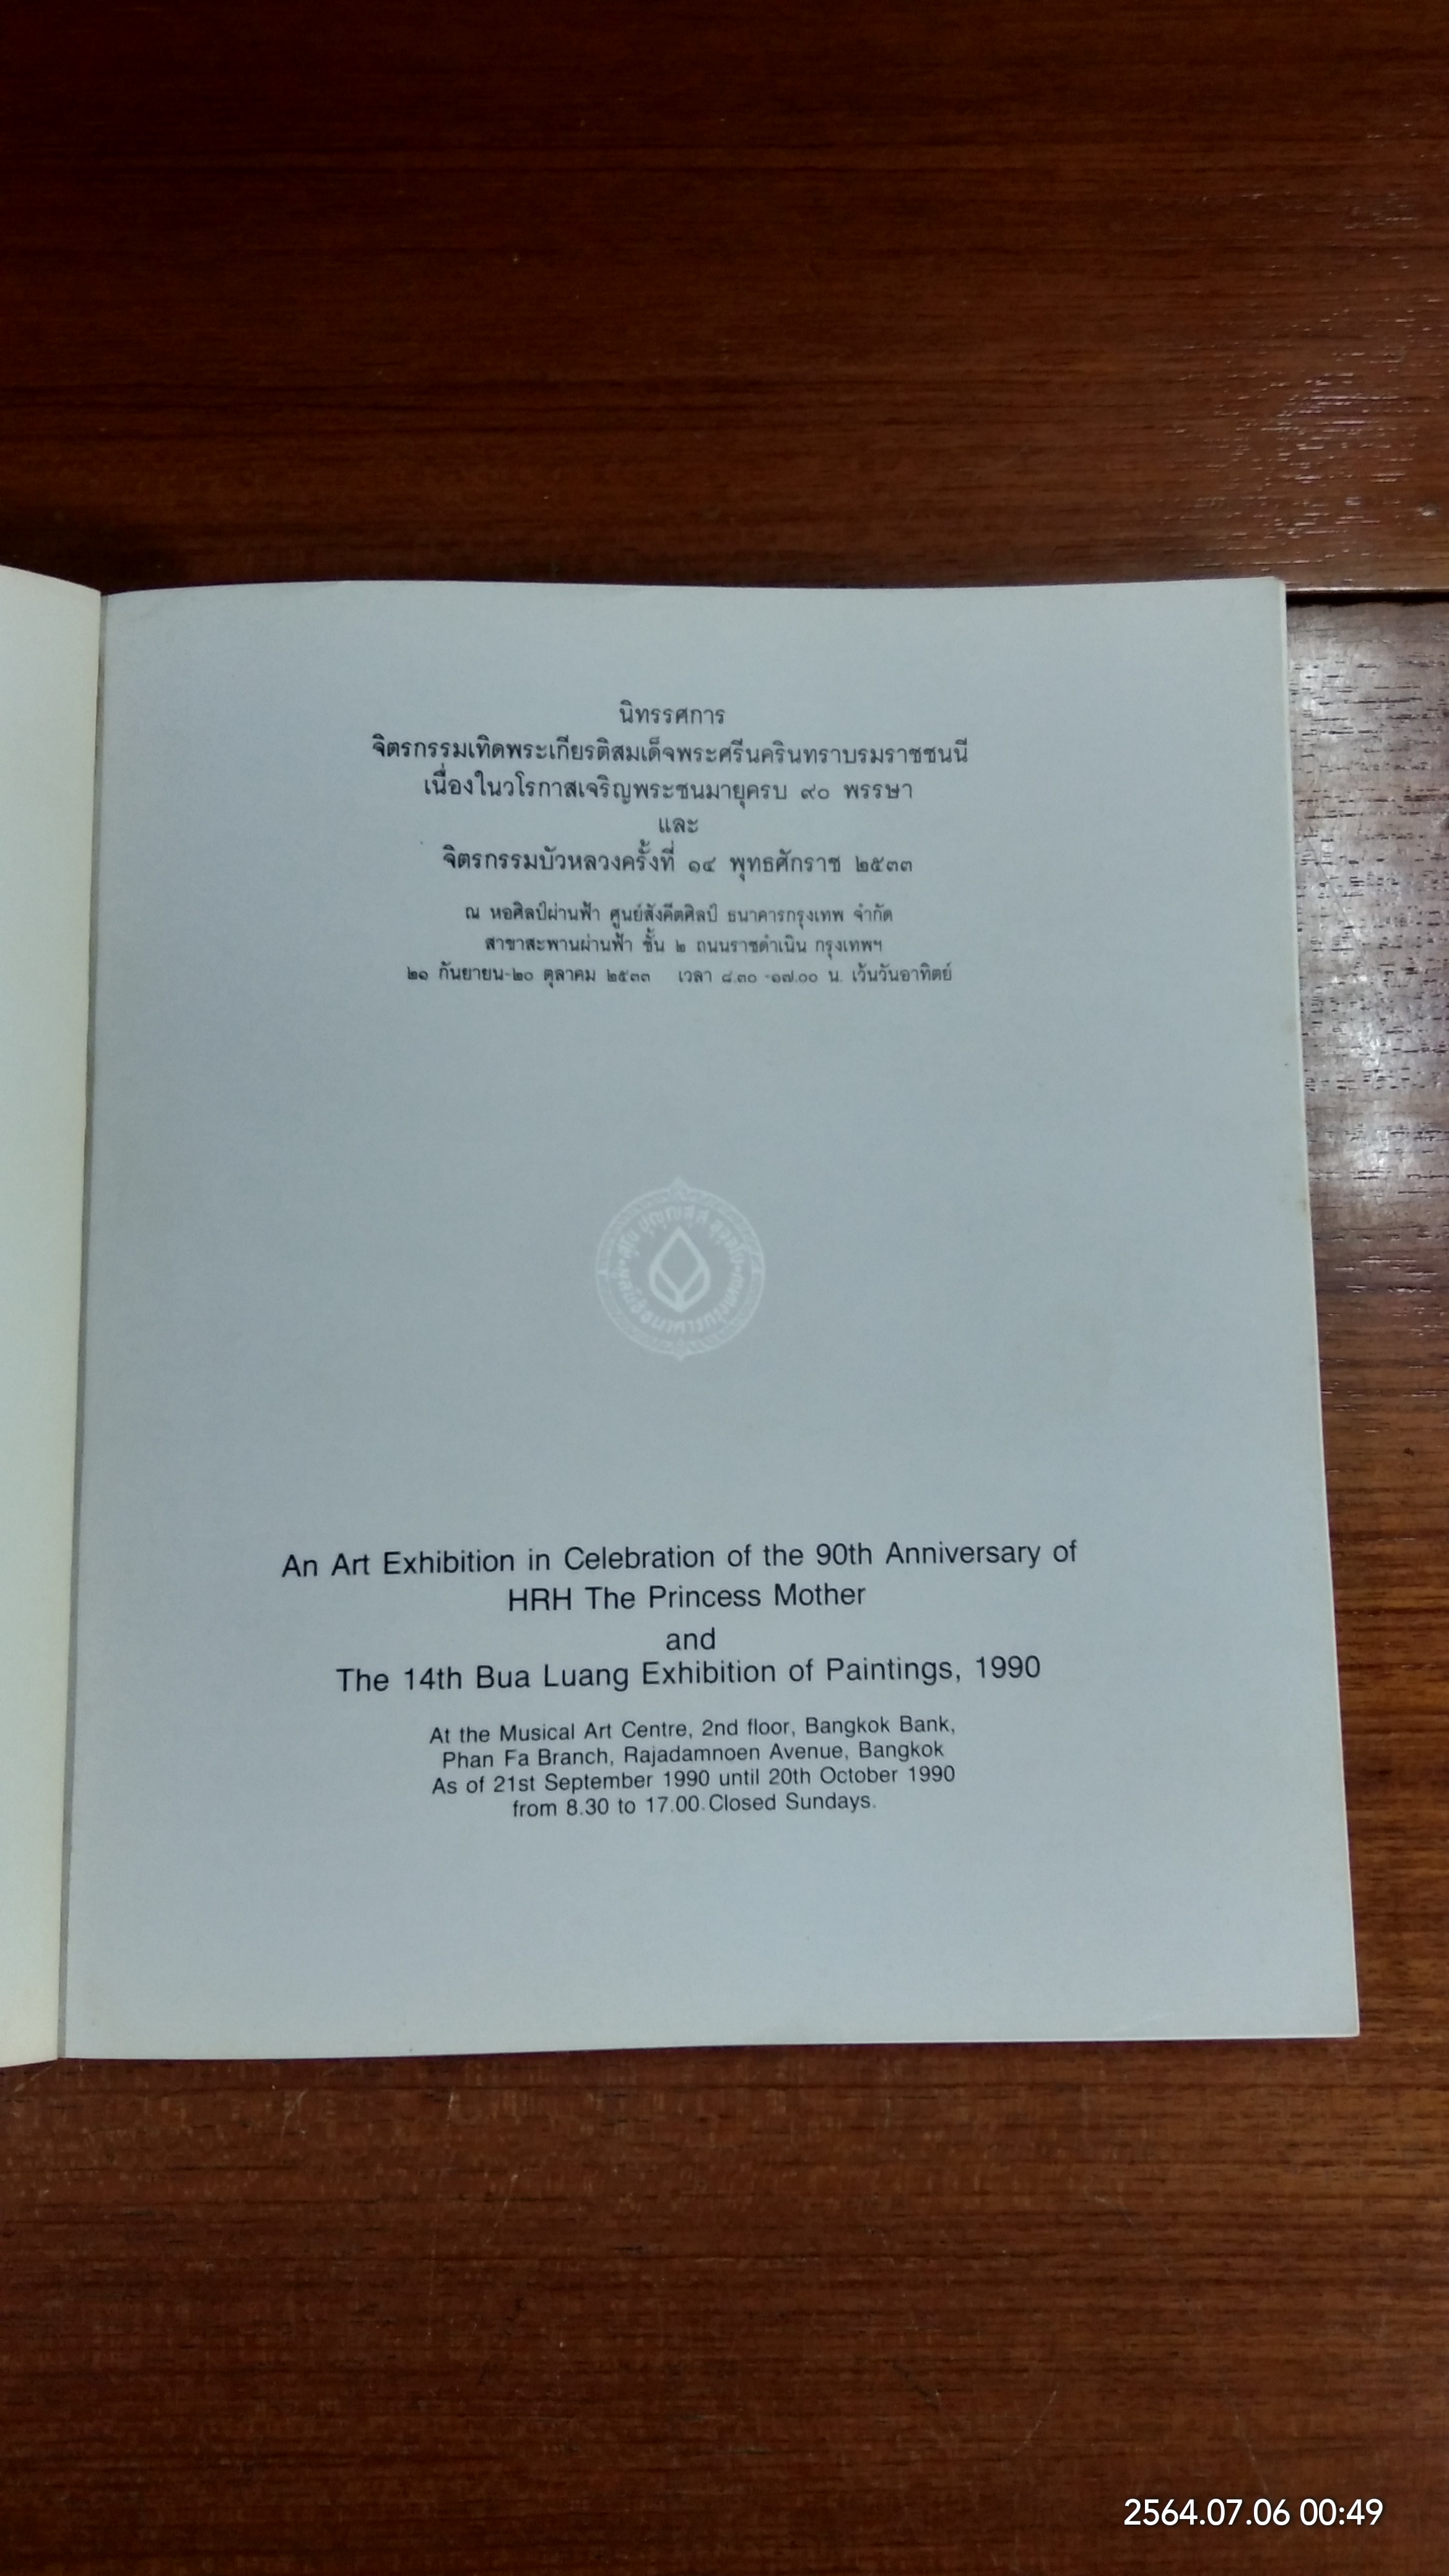 นิทรรศการ
จิตรกรรมเทิดพระเกียรติสมเด็จพระศรีนครินทราบรมราชชนนี
เนื่องในวโรกาสเจริญพระชนมายุครบ ๙๐ พรรษา
และ
จิตรกรรมบัวหลวงครั้งที่ ๑๔ พุทธศักราช ๒๕๓๓
ณ หอศิลป์ผ่านฟ้า ศูนย์สังคีตศิลป์ ธนาคารกรุงเทพ จำกัด
สาขาสะพานผ่านฟ้า ชั้น ๒ ถนนราชดำเนิน กรุงเทพฯ
๒๑ กันยายน-๒๐ ตุลาคม ๒๕๓๓ เวลา ๘.๓๐ -๑๗.๐๐ น. เว้นวันอาทิตย์
An Art Exhibition in Celebration of the 90th Anniversary of
HRH The Princess Mother
and
The 14th Bua Luang Exhibition of Paintings, 1990
At the Musical Art Centre, 2nd floor, Bangkok Bank,
Phan Fa Branch, Rajadamnoen Avenue, Bangkok
As of 21st September 1990 until 20th October 1990
from 8.30 to 17.00.Closed Sundays.
2564.07.06 00:49